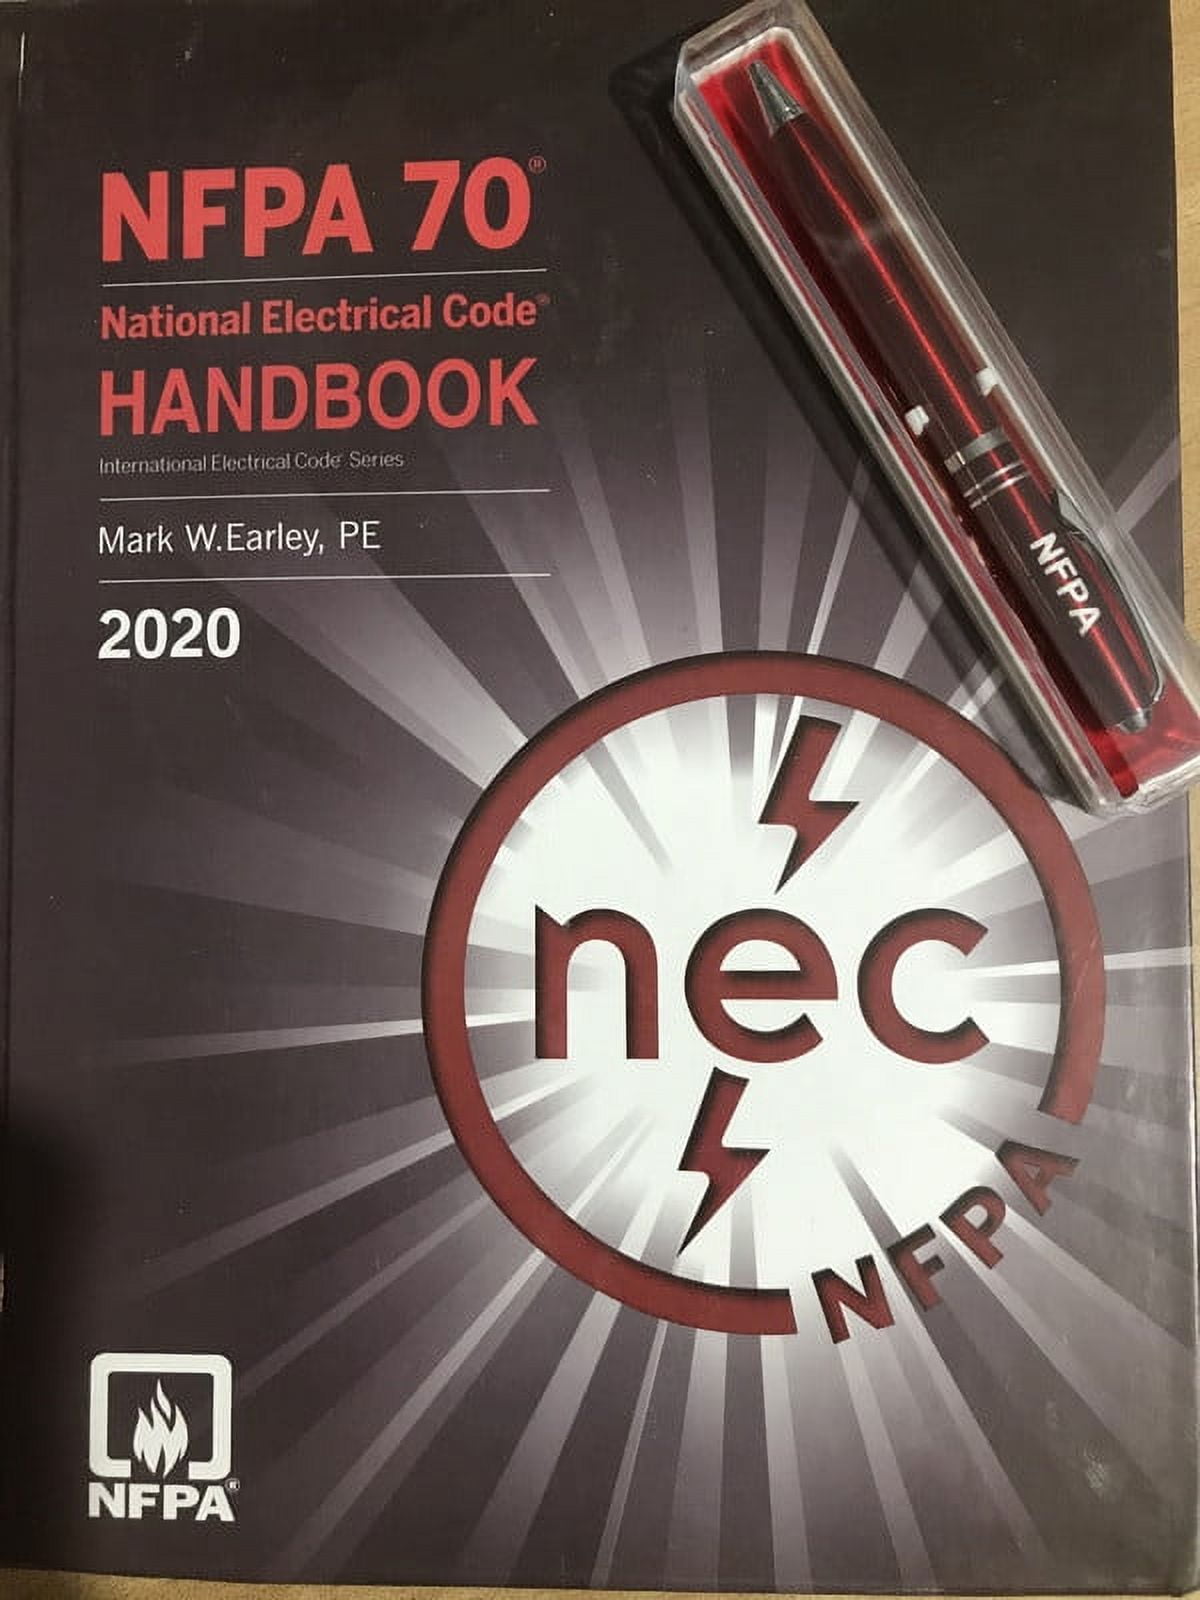 NFPA 70®
National Electrical Code®
HANDBOOK
International Electrical Code® Series
Mark W. Earley, PE
2020
NFPA
nec
NFPA
NFPA®